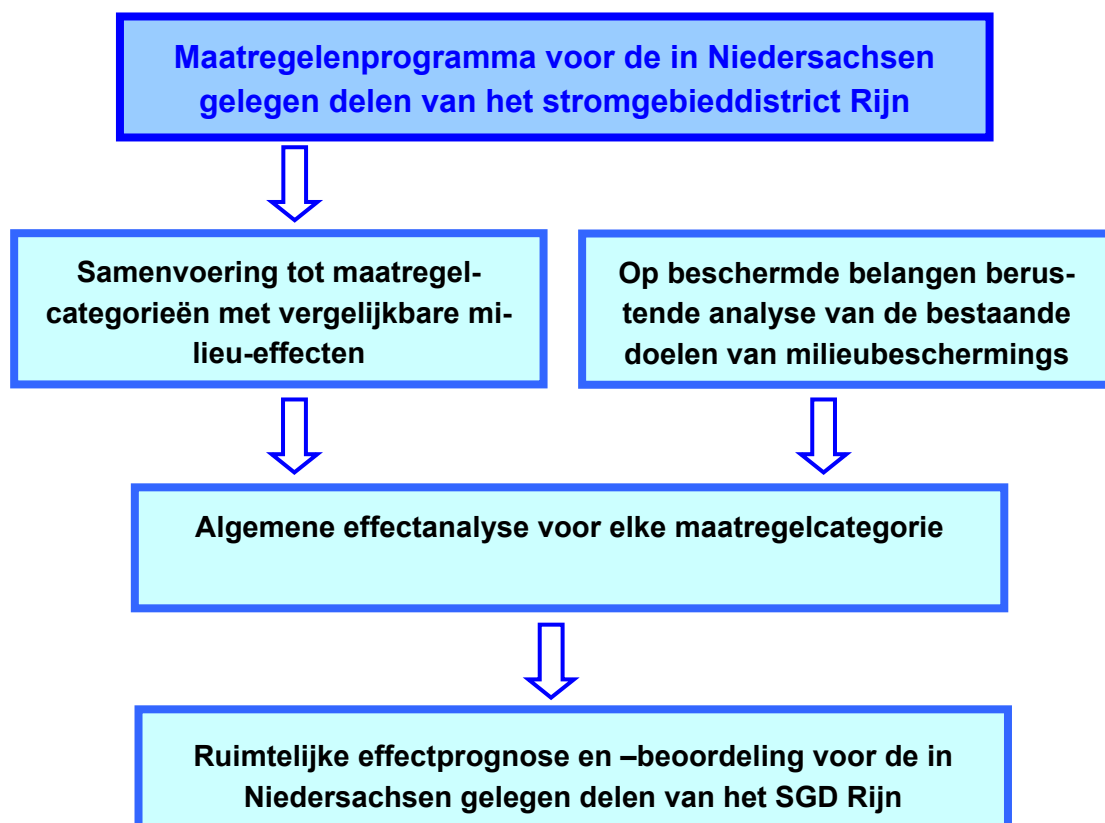 Maatregelenprogramma voor de in Niedersachsen
gelegen delen van het stromgebieddistrict Rijn
Samenvoering tot maatregel-
categorieën met vergelijkbare mi-
lieu-effecten
Op beschermde belangen berus-
tende analyse van de bestaande
doelen van milieubeschermings
Algemene effectanalyse voor elke maatregelcategorie
Ruimtelijke effectprognose en –beoordeling voor de in
Niedersachsen gelegen delen van het SGD Rijn